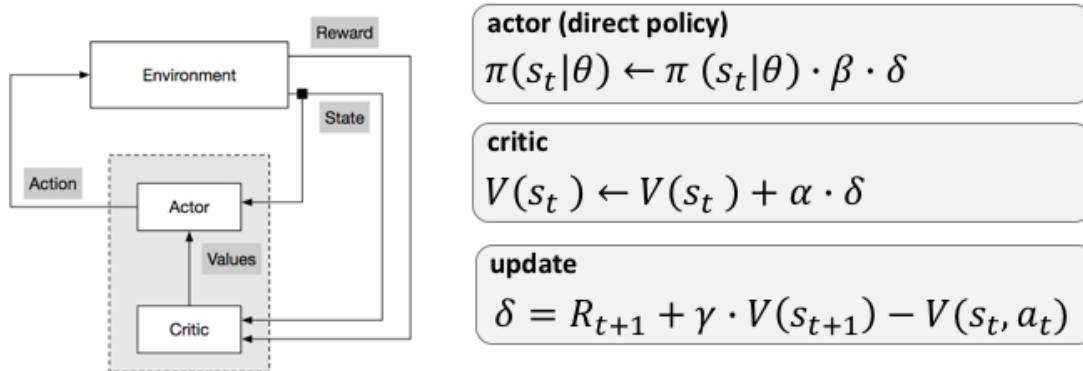 Reward
Environment
State
Action
Actor
Values
Critic
actor (direct policy)
π(s_t|θ) ← π (s_t|θ) · β · δ
critic
V(s_t ) ← V(s_t ) + α · δ
update
δ = R_{t+1} + γ · V(s_{t+1}) − V(s_t, a_t)